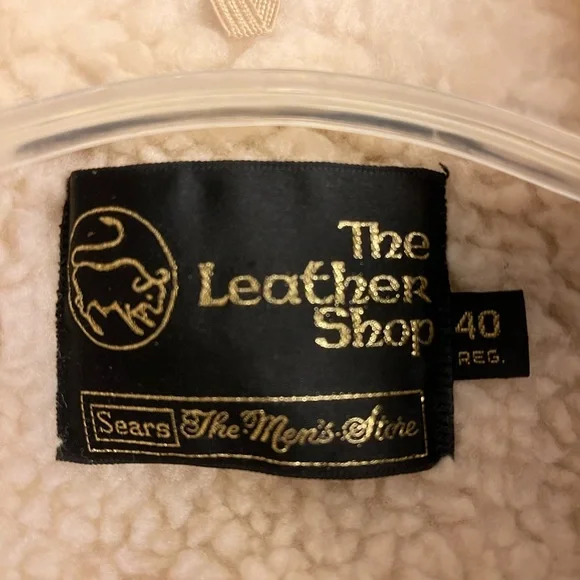 The
Leather
Shop
40
REG.
Sears The Men's Store